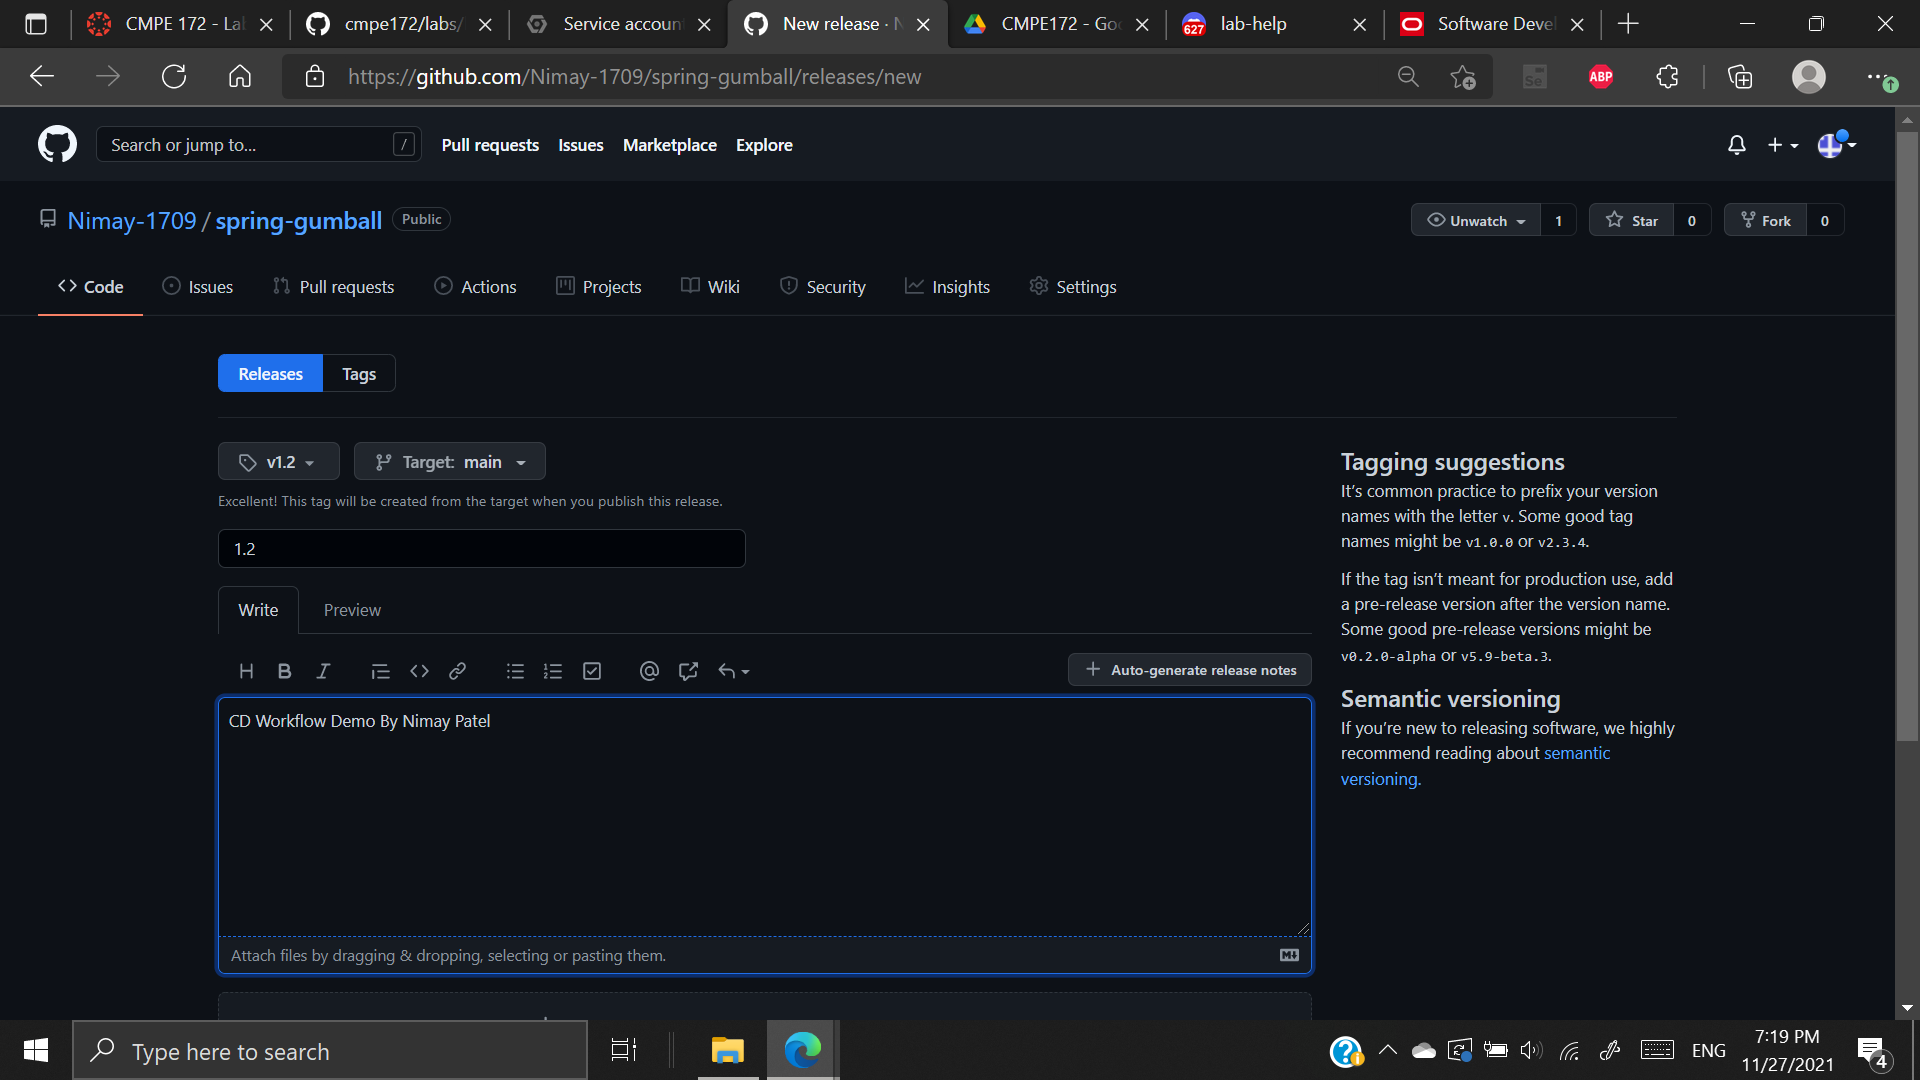 CMPE 172 - La
cmpe172/labs/
Service accoun
New release · N
CMPE172 - Goo
627
lab-help
Software Devel
https://github.com/Nimay-1709/spring-gumball/releases/new
Se
ABP
Search or jump to...
/
Pull requests
Issues
Marketplace
Explore
Nimay-1709 / spring-gumball
Public
Unwatch
1
Star
0
Fork
0
Code
Issues
Pull requests
Actions
Projects
Wiki
Security
Insights
Settings
Releases
Tags
v1.2
Target: main
Excellent! This tag will be created from the target when you publish this release.
1.2
Write
Preview
H
B
I
Auto-generate release notes
CD Workflow Demo By Nimay Patel
Attach files by dragging & dropping, selecting or pasting them.
Tagging suggestions
It's common practice to prefix your version
names with the letter v. Some good tag
names might be v1.0.0 or v2.3.4.
If the tag isn't meant for production use, add
a pre-release version after the version name.
Some good pre-release versions might be
v0.2.0-alpha or v5.9-beta.3.
Semantic versioning
If you're new to releasing software, we highly
recommend reading about semantic
versioning.
Type here to search
ENG
7:19 PM
11/27/2021
4